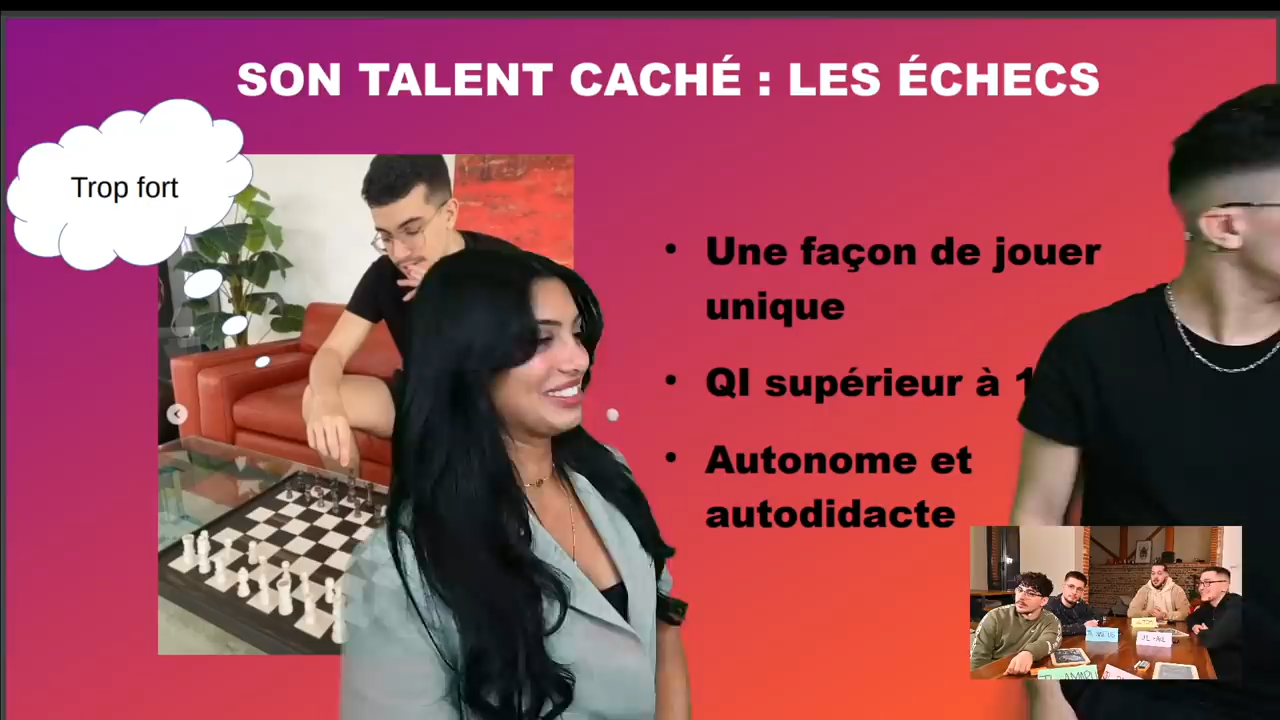 SON TALENT CACHÉ : LES ÉCHECS
Trop fort
• Une façon de jouer
unique
• QI supérieur à 1
• Autonome et
autodidacte